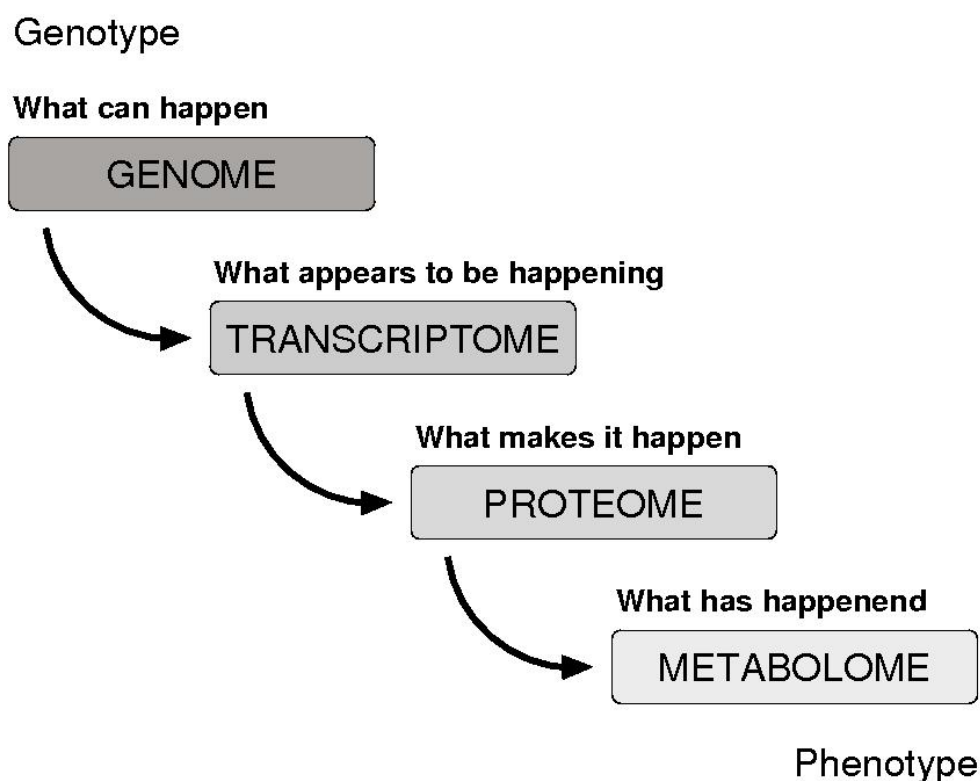 Genotype
What can happen
GENOME
What appears to be happening
TRANSCRIPTOME
What makes it happen
PROTEOME
What has happenend
METABOLOME
Phenotype